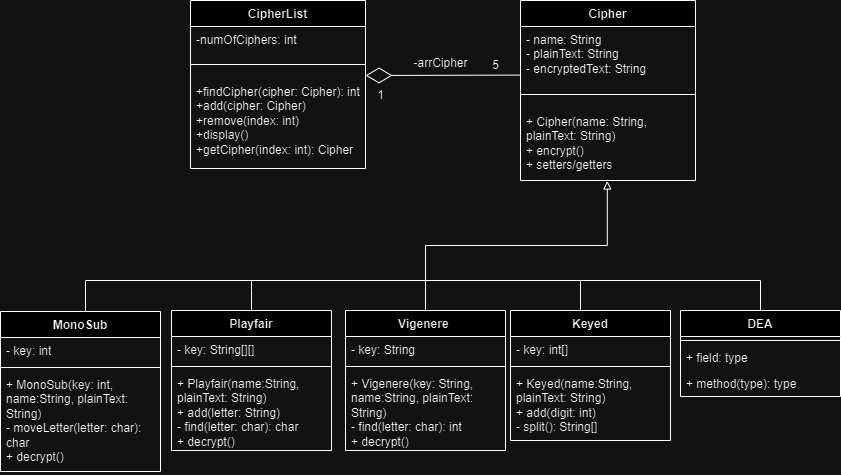 CipherList
-numOfCiphers: int
+findCipher(cipher: Cipher): int
+add(cipher: Cipher)
+remove(index: int)
+display()
+getCipher(index: int): Cipher
-arrCipher
5
1
Cipher
- name: String
- plainText: String
- encryptedText: String
+ Cipher(name: String,
plainText: String)
+ encrypt()
+ setters/getters
MonoSub
- key: int
+ MonoSub(key: int,
name:String, plainText:
String)
- moveLetter(letter: char):
char
+ decrypt()
Playfair
- key: String[][]
+ Playfair(name:String,
plainText: String)
+ add(letter: String)
- find(letter: char): char
+ decrypt()
Vigenere
- key: String
+ Vigenere(key: String,
name:String, plainText:
String)
- find(letter: char): int
+ decrypt()
Keyed
- key: int[]
+ Keyed(name:String,
plainText: String)
+ add(digit: int)
- split(): String[]
DEA
+ field: type
+ method(type): type